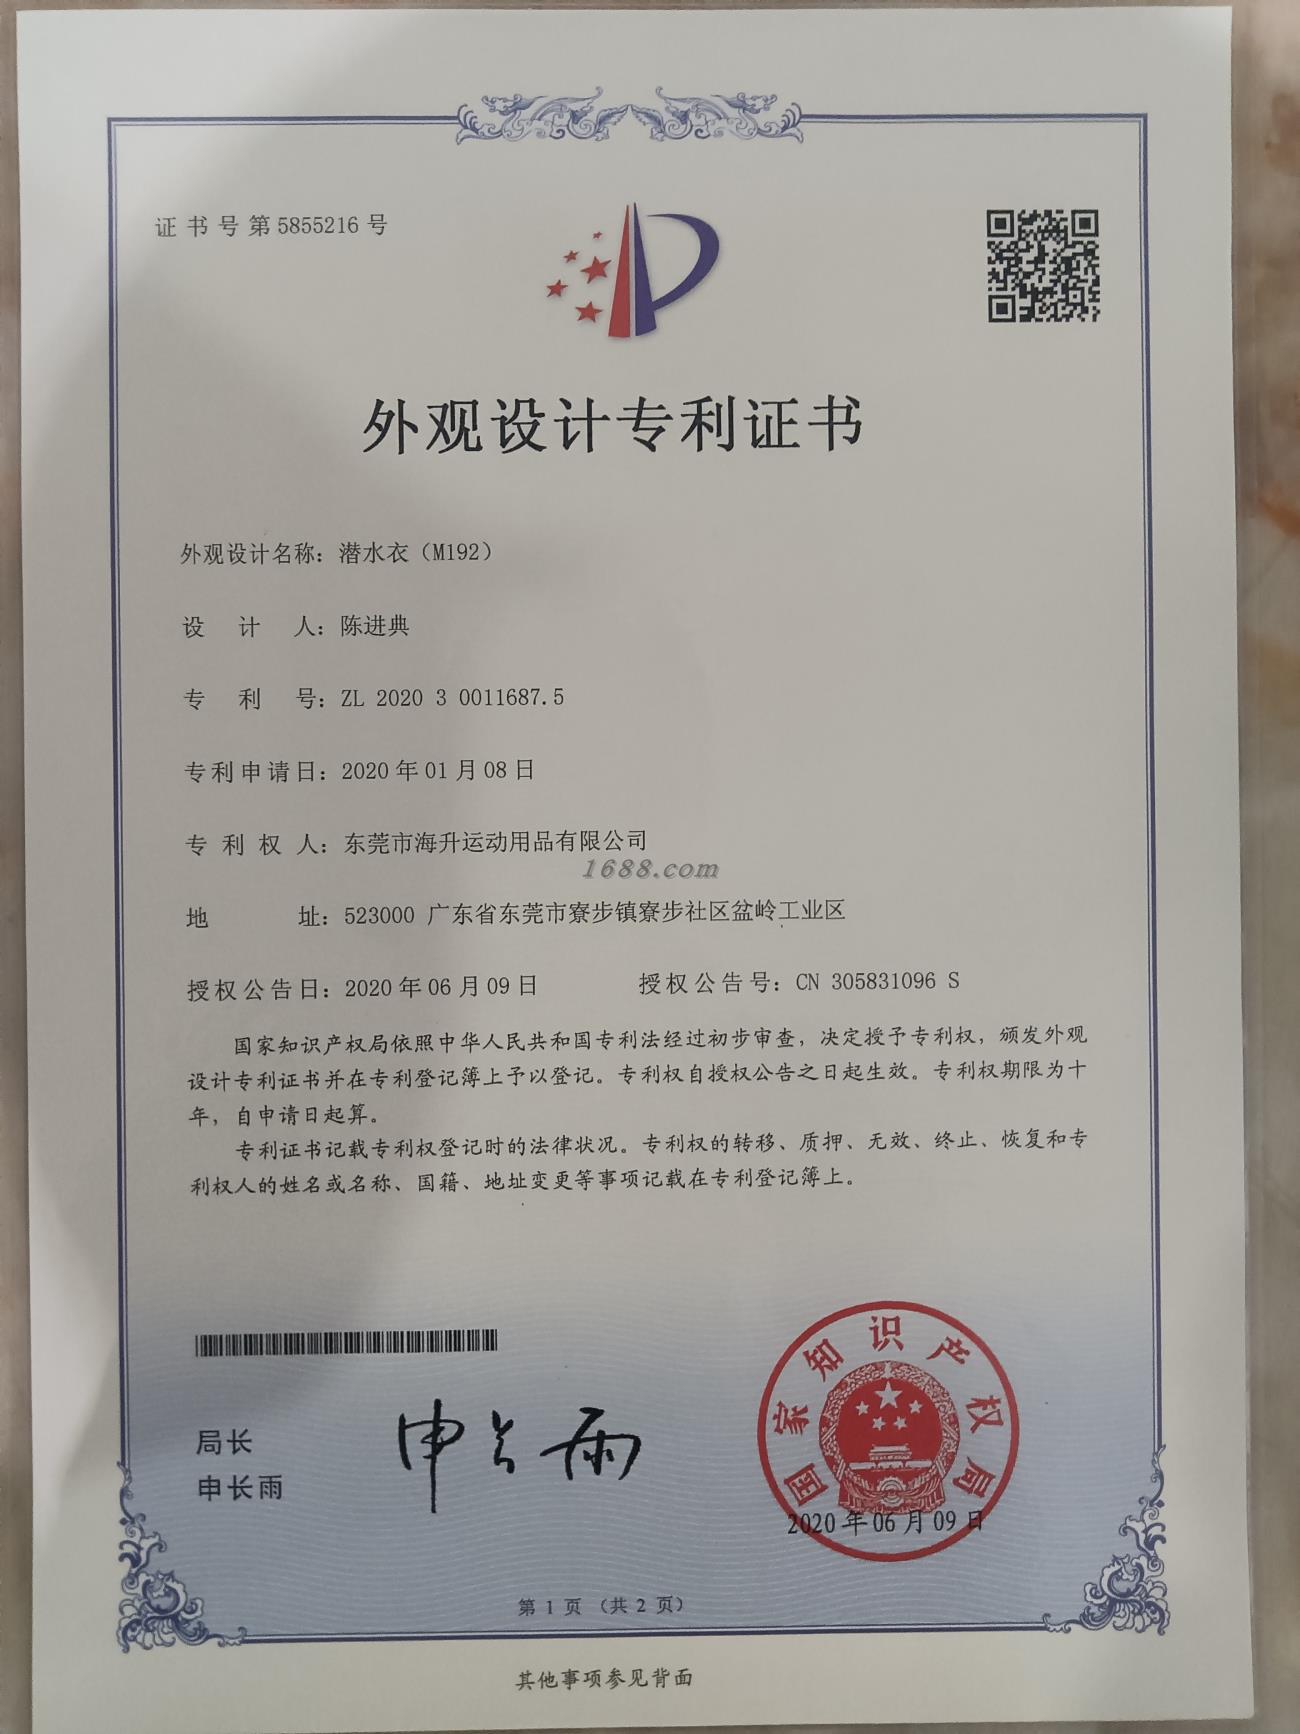 证书号第5855216号
外观设计专利证书
外观设计名称：潜水衣（M192）
设计人：陈进典
专利号：ZL 2020 3 0011687.5
专利申请日：2020年01月08日
专利权人：东莞市海升运动用品有限公司
1688.com
地址：523000 广东省东莞市寮步镇寮步社区盆岭工业区
授权公告日：2020年06月09日 授权公告号：CN 305831096 S
国家知识产权局依照中华人民共和国专利法经过初步审查，决定授予专利权，颁发外观
设计专利证书并在专利登记簿上予以登记。专利权自授权公告之日起生效。专利权期限为十
年，自申请日起算。
专利证书记载专利权登记时的法律状况。专利权的转移、质押、无效、终止、恢复和专
利权人的姓名或名称、国籍、地址变更等事项记载在专利登记簿上。
局长
申长雨
申长雨
国家知识产权局
2020年06月09日
第 1 页 （共 2 页）
其他事项参见背面